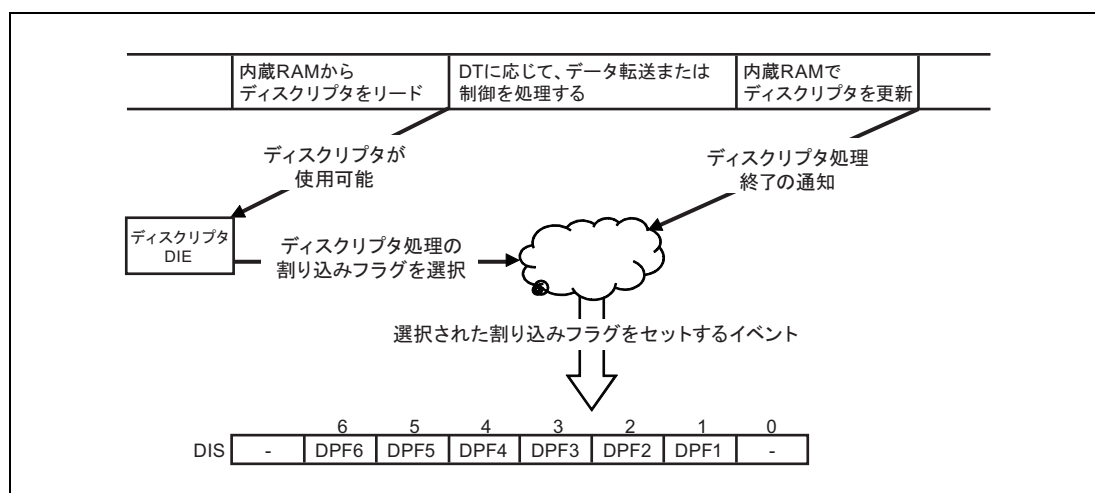 内蔵RAMから
ディスクリプタをリード
DTに応じて、データ転送または
制御を処理する
内蔵RAMで
ディスクリプタを更新
ディスクリプタが
使用可能
ディスクリプタ処理
終了の通知
ディスクリプタ
DIE
ディスクリプタ処理の
割り込みフラグを選択
選択された割り込みフラグをセットするイベント
6 5 4 3 2 1 0
DIS - DPF6 DPF5 DPF4 DPF3 DPF2 DPF1 -